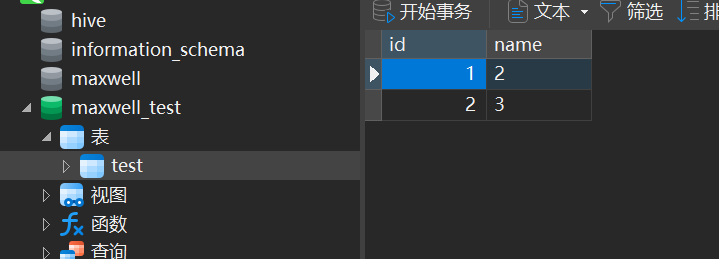 hive
information_schema
maxwell
maxwell_test
表
test
视图
函数
查询
开始事务 文本 筛选
id name
1 2
2 3